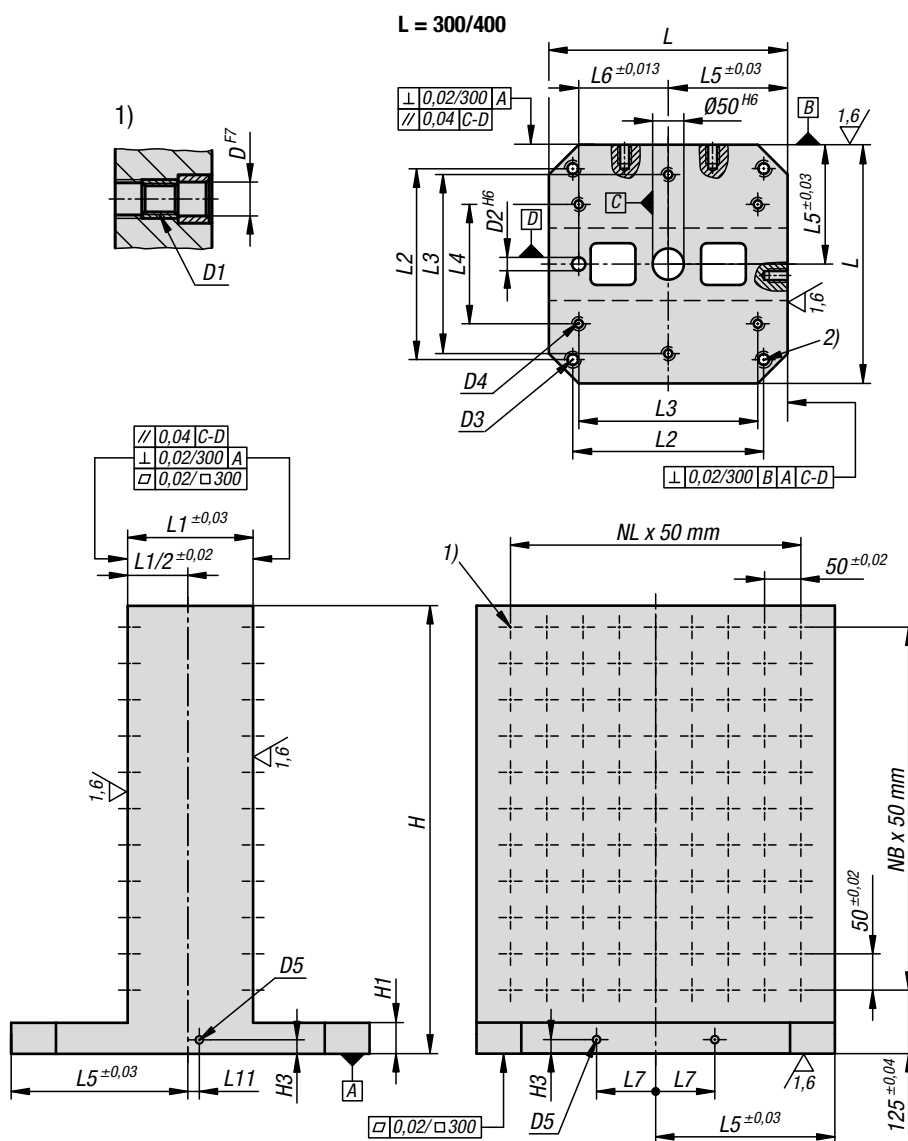 L = 300/400
L
L6 ±0,013
L5 ±0,03
⊥ 0,02/300 A
// 0,04 C-D
Ø50 H6
B
1,6
1)
D F7
D1
L2
L3
L4
D2 H6
D
C
L5 ±0,03
L
1,6
2)
D4
D3
L3
L2
⊥ 0,02/300 B A C-D
// 0,04 C-D
⊥ 0,02/300 A
⏥ 0,02/□300
L1 ±0,03
L1/2 ±0,02
1,6
1,6
H
D5
H1
H3
L5 ±0,03
L11
A
NL x 50 mm
1)
50 ±0,02
NB x 50 mm
50 ±0,02
H3
D5
L7
L7
1,6
125 ±0,04
⏥ 0,02/□300
L5 ±0,03